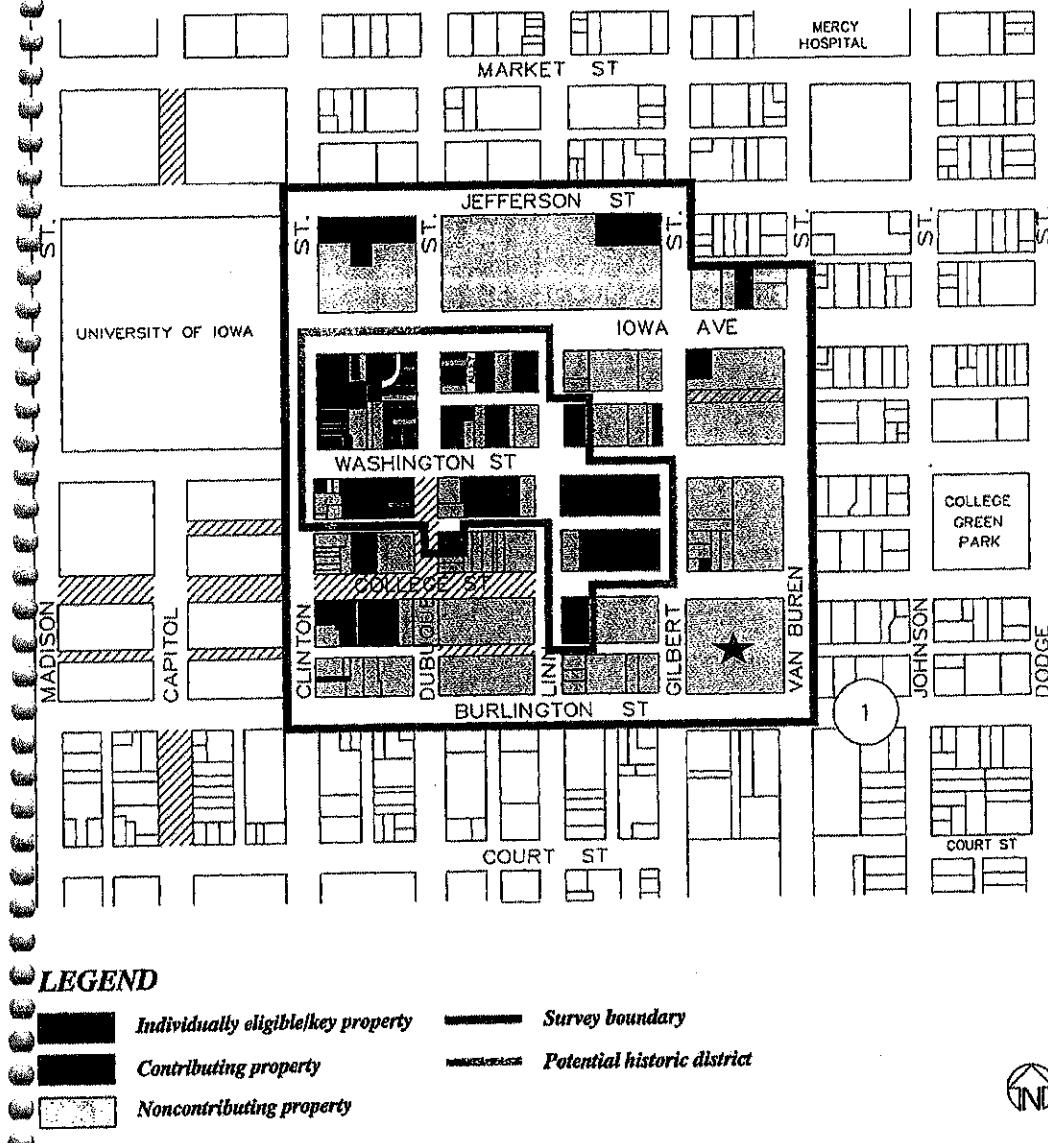 MERCY
HOSPITAL
MARKET ST
JEFFERSON ST
ST.
ST.
ST.
ST.
ST.
ST.
ST.
UNIVERSITY OF IOWA
IOWA AVE
WASHINGTON ST
COLLEGE
GREEN
PARK
COLLEGE ST
MADISON
CAPITOL
CLINTON
DUBUQUE
LINN
GILBERT
VAN BUREN
JOHNSON
DODGE
BURLINGTON ST
1
COURT ST
COURT ST
LEGEND
Individually eligible/key property
Survey boundary
Contributing property
Potential historic district
Noncontributing property